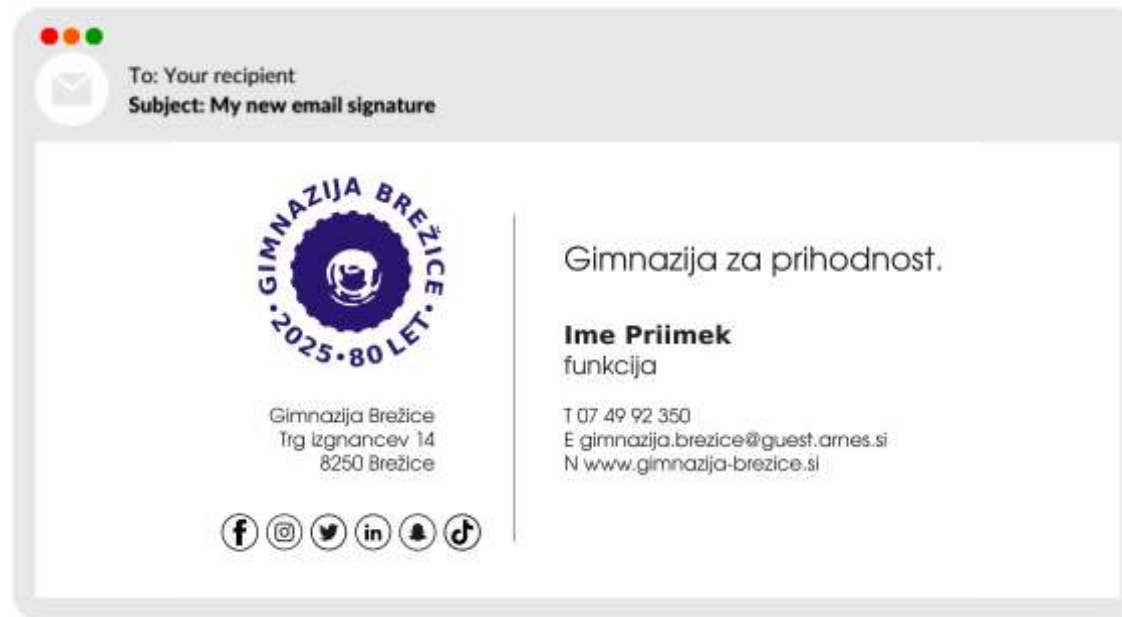 To: Your recipient
Subject: My new email signature
GIMNAZIJA BREŽICE
•2025•80 LET•
Gimnazija Brežice
Trg izgnancev 14
8250 Brežice
Gimnazija za prihodnost.
Ime Priimek
funkcija
T 07 49 92 350
E gimnazija.brezice@guest.arnes.si
N www.gimnazija-brezice.si